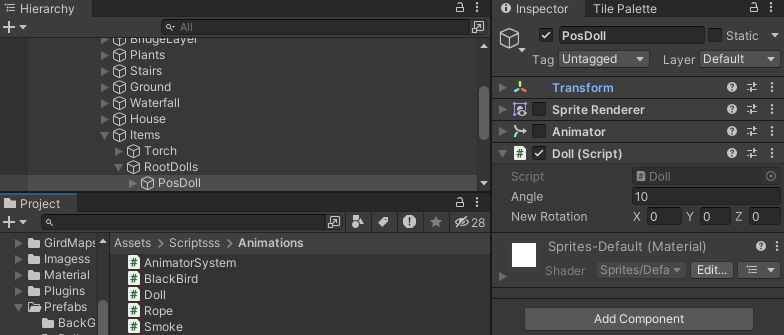 Hierarchy
All
BridgeLayer
Plants
Stairs
Ground
Waterfall
House
Items
Torch
RootDolls
PosDoll
Project
28
GirdMaps
Imagess
Material
Plugins
Prefabs
BackG
Assets > Scriptsss > Animations
AnimatorSystem
BlackBird
Doll
Rope
Smoke
Inspector Tile Palette
PosDoll Static
Tag Untagged Layer Default
Transform
Sprite Renderer
Animator
Doll (Script)
Script Doll
Angle 10
New Rotation X 0 Y 0 Z 0
Sprites-Default (Material)
Shader Sprites/Defa Edit...
Add Component